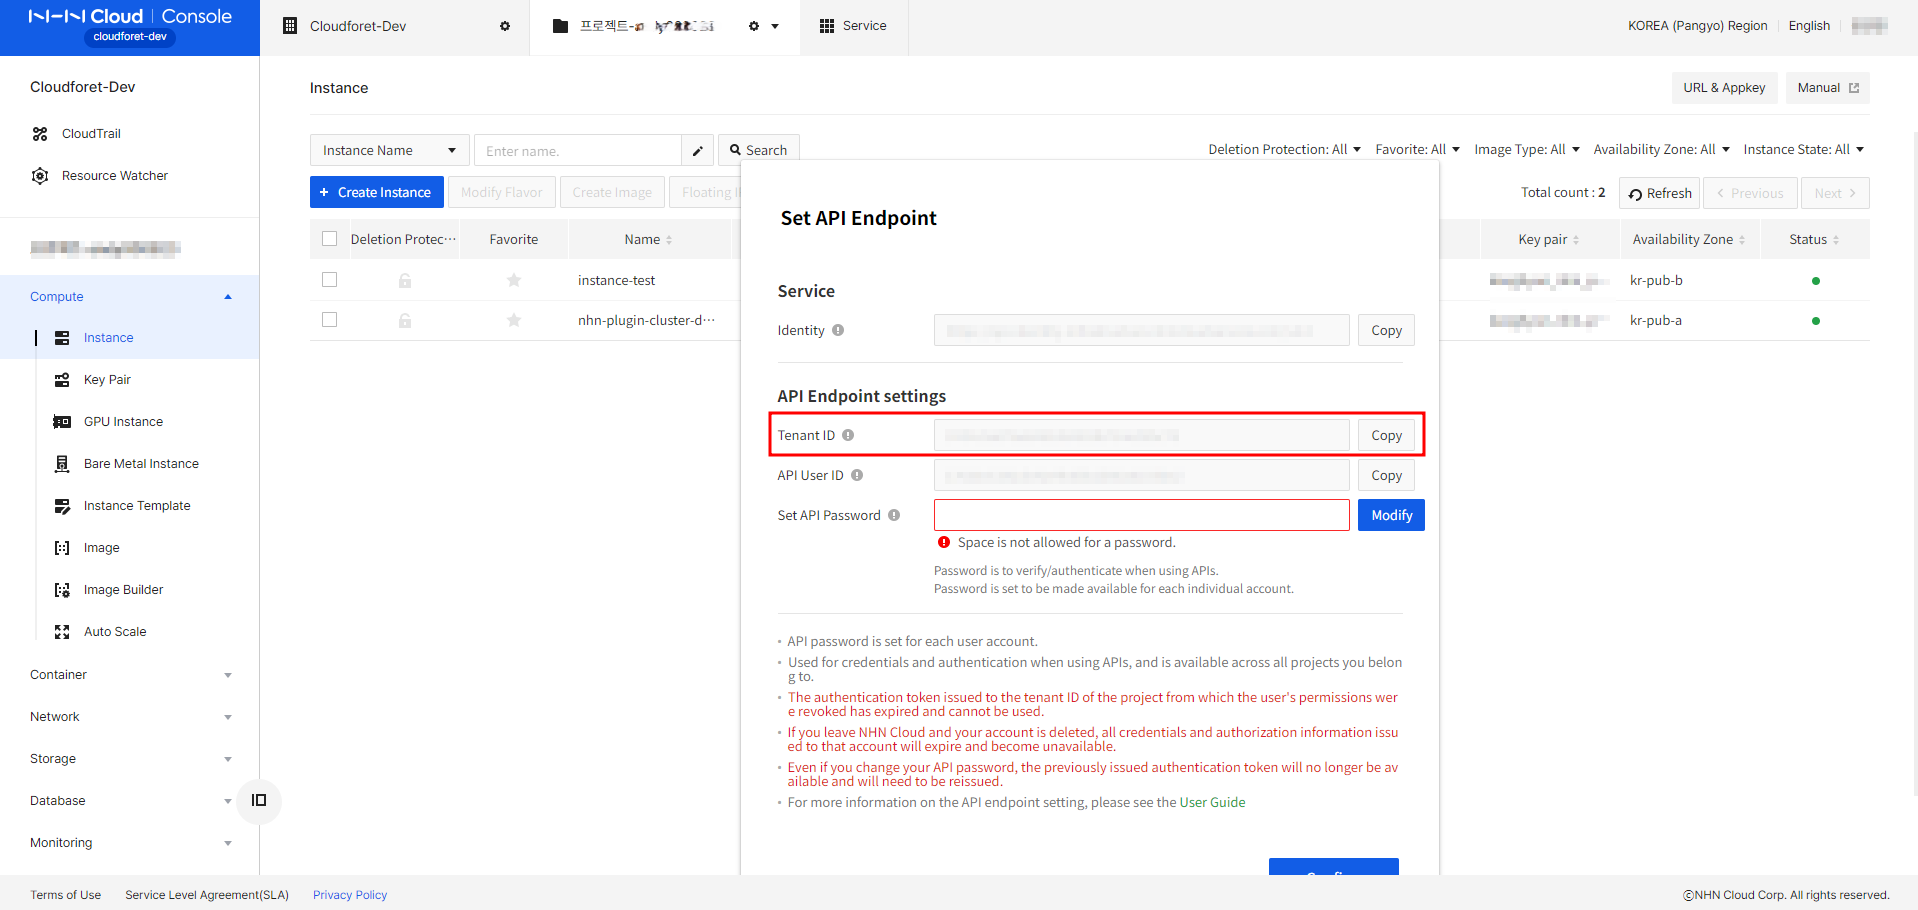 NHN Cloud | Console
cloudforet-dev
Cloudforet-Dev
프로젝트-
Service
KOREA (Pangyo) Region
English
Cloudforet-Dev
CloudTrail
Resource Watcher
Compute
Instance
Key Pair
GPU Instance
Bare Metal Instance
Instance Template
Image
Image Builder
Auto Scale
Container
Network
Storage
Database
Monitoring
Instance
URL & Appkey
Manual
Instance Name
Enter name.
Search
Deletion Protection: All
Favorite: All
Image Type: All
Availability Zone: All
Instance State: All
+ Create Instance
Modify Flavor
Create Image
Floating I
Total count : 2
Refresh
< Previous
Next >
Deletion Protec···
Favorite
Name
Key pair
Availability Zone
Status
instance-test
kr-pub-b
nhn-plugin-cluster-d···
kr-pub-a
Set API Endpoint
Service
Identity
Copy
API Endpoint settings
Tenant ID
Copy
API User ID
Copy
Set API Password
Modify
Space is not allowed for a password.
Password is to verify/authenticate when using APIs.
Password is set to be made available for each individual account.
• API password is set for each user account.
• Used for credentials and authentication when using APIs, and is available across all projects you belon
g to.
• The authentication token issued to the tenant ID of the project from which the user's permissions wer
e revoked has expired and cannot be used.
• If you leave NHN Cloud and your account is deleted, all credentials and authorization information issu
ed to that account will expire and become unavailable.
• Even if you change your API password, the previously issued authentication token will no longer be av
ailable and will need to be reissued.
• For more information on the API endpoint setting, please see the User Guide
Terms of Use
Service Level Agreement(SLA)
Privacy Policy
ⓒNHN Cloud Corp. All rights reserved.